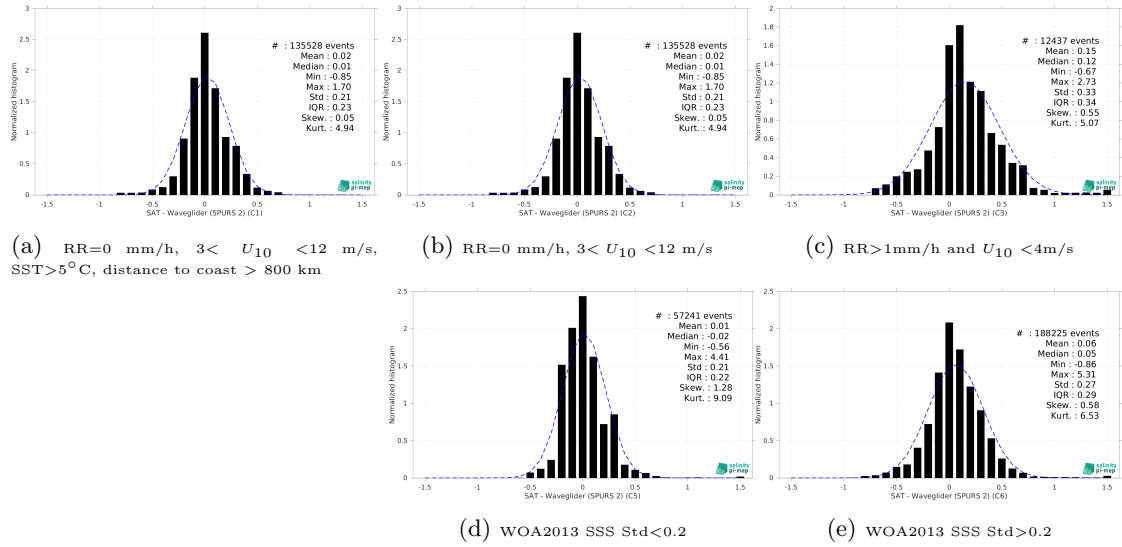 3
2.5
2
1.5
1
0.5
0
Normalized histogram
# : 135528 events
Mean : 0.02
Median : 0.01
Min : -0.85
Max : 1.70
Std : 0.21
IQR : 0.23
Skew. : 0.05
Kurt. : 4.94
salinity
pi-mep
-1.5 -1 -0.5 0 0.5 1 1.5
SAT - Waveglider (SPURS 2) (C1)
(a) RR=0 mm/h, 3< U10 <12 m/s,
SST>5°C, distance to coast > 800 km
3
2.5
2
1.5
1
0.5
0
Normalized histogram
# : 135528 events
Mean : 0.02
Median : 0.01
Min : -0.85
Max : 1.70
Std : 0.21
IQR : 0.23
Skew. : 0.05
Kurt. : 4.94
salinity
pi-mep
-1.5 -1 -0.5 0 0.5 1 1.5
SAT - Waveglider (SPURS 2) (C2)
(b) RR=0 mm/h, 3< U10 <12 m/s
2
1.8
1.6
1.4
1.2
1
0.8
0.6
0.4
0.2
0
Normalized histogram
# : 12437 events
Mean : 0.15
Median : 0.12
Min : -0.67
Max : 2.73
Std : 0.33
IQR : 0.34
Skew. : 0.55
Kurt. : 5.07
salinity
pi-mep
-1.5 -1 -0.5 0 0.5 1 1.5
SAT - Waveglider (SPURS 2) (C3)
(c) RR>1mm/h and U10 <4m/s
2.5
2
1.5
1
0.5
0
Normalized histogram
# : 57241 events
Mean : 0.01
Median : -0.02
Min : -0.56
Max : 4.41
Std : 0.21
IQR : 0.22
Skew. : 1.28
Kurt. : 9.09
salinity
pi-mep
-1.5 -1 -0.5 0 0.5 1 1.5
SAT - Waveglider (SPURS 2) (C5)
(d) WOA2013 SSS Std<0.2
2.5
2
1.5
1
0.5
0
Normalized histogram
# : 188225 events
Mean : 0.06
Median : 0.05
Min : -0.86
Max : 5.31
Std : 0.27
IQR : 0.29
Skew. : 0.58
Kurt. : 6.53
salinity
pi-mep
-1.5 -1 -0.5 0 0.5 1 1.5
SAT - Waveglider (SPURS 2) (C6)
(e) WOA2013 SSS Std>0.2